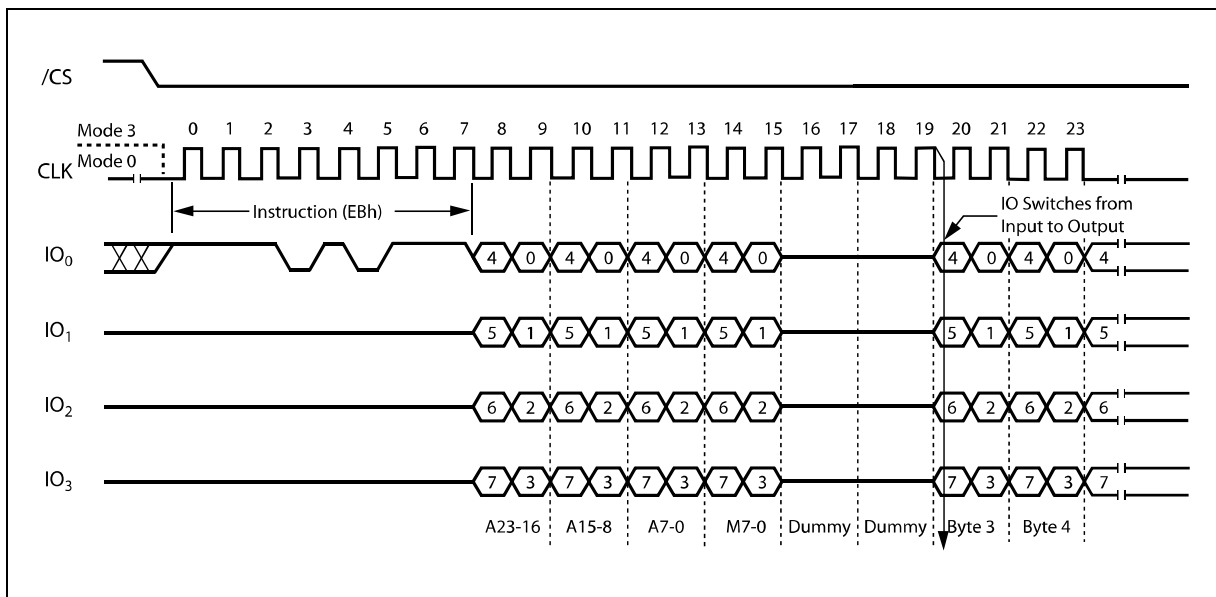 /CS
Mode 3
0 1 2 3 4 5 6 7 8 9 10 11 12 13 14 15 16 17 18 19 20 21 22 23
CLK
Mode 0
Instruction (EBh)
IO Switches from
Input to Output
IO₀ 4 0 4 0 4 0 4 0 4 0 4 0 4
IO₁ 5 1 5 1 5 1 5 1 5 1 5 1 5
IO₂ 6 2 6 2 6 2 6 2 6 2 6 2 6
IO₃ 7 3 7 3 7 3 7 3 7 3 7 3 7
A23-16 A15-8 A7-0 M7-0 Dummy Dummy Byte 3 Byte 4